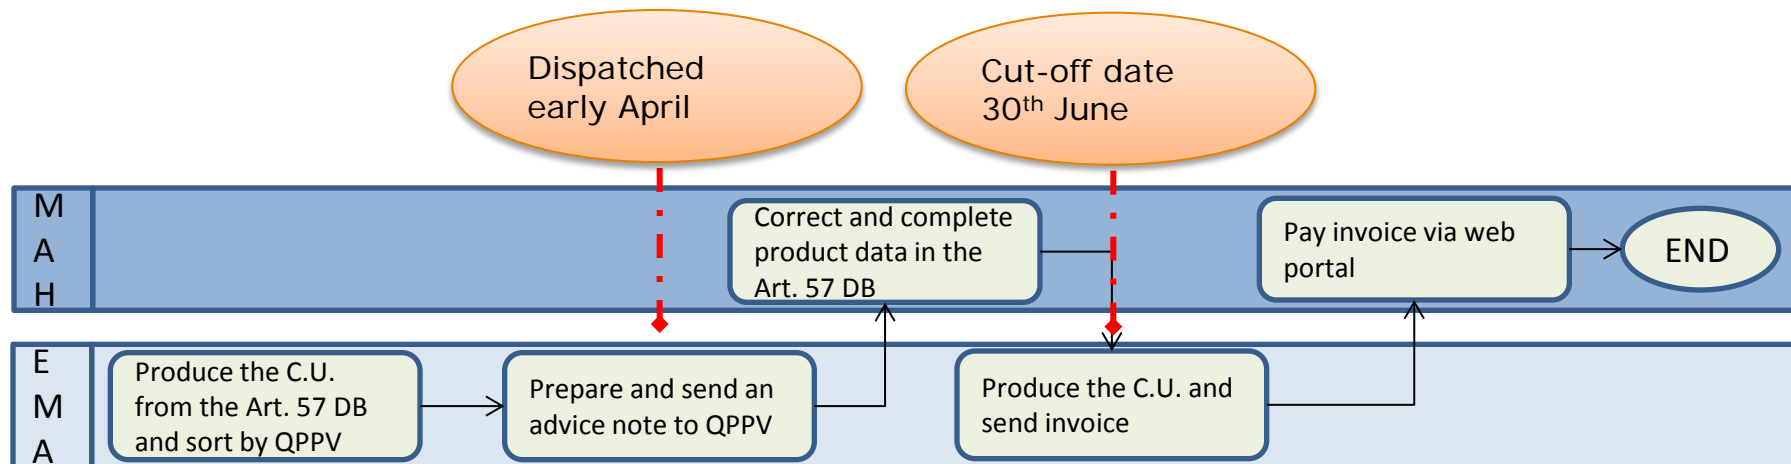 Dispatched
early April
Cut-off date
30th June
M
A
H
Correct and complete
product data in the
Art. 57 DB
Pay invoice via web
portal
END
E
M
A
Produce the C.U.
from the Art. 57 DB
and sort by QPPV
Prepare and send an
advice note to QPPV
Produce the C.U. and
send invoice